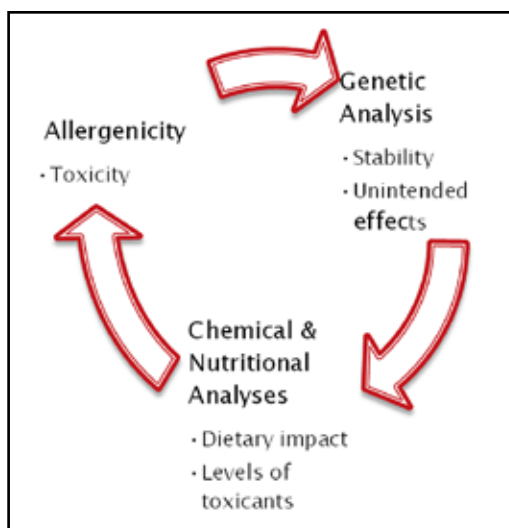 Allergenicity
· Toxicity
Genetic
Analysis
· Stability
· Unintended
effects
Chemical &
Nutritional
Analyses
· Dietary impact
· Levels of
toxicants